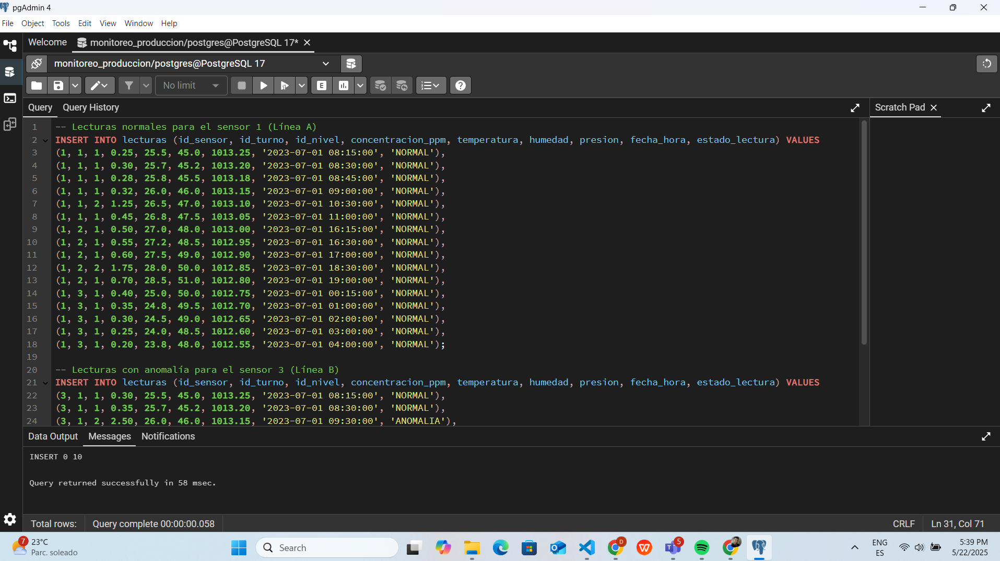 pgAdmin 4
File Object Tools Edit View Window Help
Welcome monitoreo_produccion/postgres@PostgreSQL 17*
monitoreo_produccion/postgres@PostgreSQL 17
No limit
E
Query Query History
Scratch Pad
1 -- Lecturas normales para el sensor 1 (Línea A)
2 INSERT INTO lecturas (id_sensor, id_turno, id_nivel, concentracion_ppm, temperatura, humedad, presion, fecha_hora, estado_lectura) VALUES
3 (1, 1, 1, 0.25, 25.5, 45.0, 1013.25, '2023-07-01 08:15:00', 'NORMAL'),
4 (1, 1, 1, 0.30, 25.7, 45.2, 1013.20, '2023-07-01 08:30:00', 'NORMAL'),
5 (1, 1, 1, 0.28, 25.8, 45.5, 1013.18, '2023-07-01 08:45:00', 'NORMAL'),
6 (1, 1, 1, 0.32, 26.0, 46.0, 1013.15, '2023-07-01 09:00:00', 'NORMAL'),
7 (1, 1, 2, 1.25, 26.5, 47.0, 1013.10, '2023-07-01 10:30:00', 'NORMAL'),
8 (1, 1, 1, 0.45, 26.8, 47.5, 1013.05, '2023-07-01 11:00:00', 'NORMAL'),
9 (1, 2, 1, 0.50, 27.0, 48.0, 1013.00, '2023-07-01 16:15:00', 'NORMAL'),
10 (1, 2, 1, 0.55, 27.2, 48.5, 1012.95, '2023-07-01 16:30:00', 'NORMAL'),
11 (1, 2, 1, 0.60, 27.5, 49.0, 1012.90, '2023-07-01 17:00:00', 'NORMAL'),
12 (1, 2, 2, 1.75, 28.0, 50.0, 1012.85, '2023-07-01 18:30:00', 'NORMAL'),
13 (1, 2, 1, 0.70, 28.5, 51.0, 1012.80, '2023-07-01 19:00:00', 'NORMAL'),
14 (1, 3, 1, 0.40, 25.0, 50.0, 1012.75, '2023-07-01 00:15:00', 'NORMAL'),
15 (1, 3, 1, 0.35, 24.8, 49.5, 1012.70, '2023-07-01 01:00:00', 'NORMAL'),
16 (1, 3, 1, 0.30, 24.5, 49.0, 1012.65, '2023-07-01 02:00:00', 'NORMAL'),
17 (1, 3, 1, 0.25, 24.0, 48.5, 1012.60, '2023-07-01 03:00:00', 'NORMAL'),
18 (1, 3, 1, 0.20, 23.8, 48.0, 1012.55, '2023-07-01 04:00:00', 'NORMAL');
19
20 -- Lecturas con anomalía para el sensor 3 (Línea B)
21 INSERT INTO lecturas (id_sensor, id_turno, id_nivel, concentracion_ppm, temperatura, humedad, presion, fecha_hora, estado_lectura) VALUES
22 (3, 1, 1, 0.30, 25.5, 45.0, 1013.25, '2023-07-01 08:15:00', 'NORMAL'),
23 (3, 1, 1, 0.35, 25.7, 45.2, 1013.20, '2023-07-01 08:30:00', 'NORMAL'),
24 (3, 1, 2, 2.50, 26.0, 46.0, 1013.15, '2023-07-01 09:30:00', 'ANOMALIA'),
Data Output Messages Notifications
INSERT 0 10
Query returned successfully in 58 msec.
Total rows: Query complete 00:00:00.058
CRLF Ln 31, Col 71
7 23°C
Parc. soleado
Search
D
W
T 5
ENG
ES
5:39 PM
5/22/2025